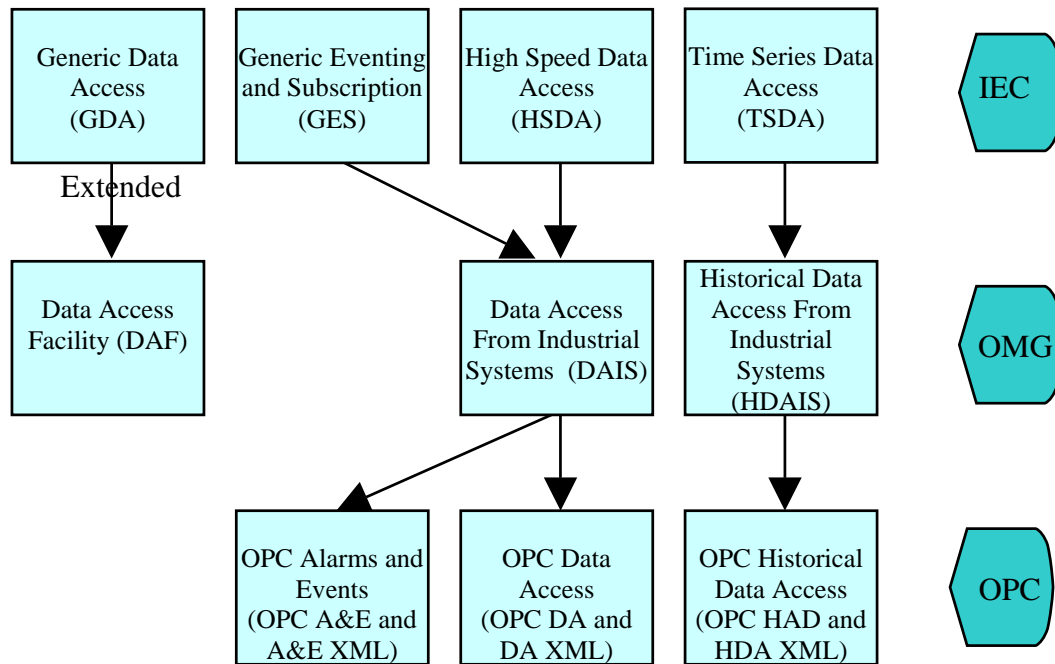 Generic Data
Access
(GDA)
Generic Eventing
and Subscription
(GES)
High Speed Data
Access
(HSDA)
Time Series Data
Access
(TSDA)
IEC
Extended
Data Access
Facility (DAF)
Data Access
From Industrial
Systems (DAIS)
Historical Data
Access From
Industrial
Systems
(HDAIS)
OMG
OPC Alarms and
Events
(OPC A&E and
A&E XML)
OPC Data
Access
(OPC DA and
DA XML)
OPC Historical
Data Access
(OPC HAD and
HDA XML)
OPC